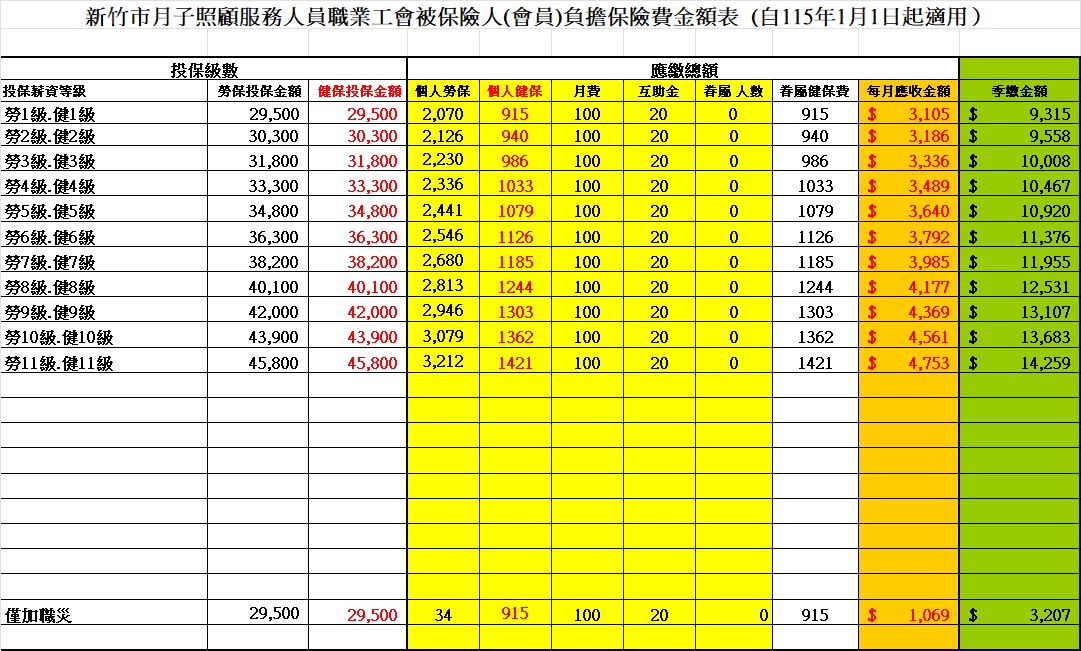 新竹市月子照顧服務人員職業工會被保險人(會員)負擔保險費金額表 (自115年1月1日起適用)
投保級數 應繳總額
投保薪資等級 勞保投保金額 健保投保金額 個人勞保 個人健保 月費 互助金 眷屬 人數 眷屬健保費 每月應收金額 季繳金額
勞1級.健1級 29,500 29,500 2,070 915 100 20 0 915 $ 3,105 $ 9,315
勞2級.健2級 30,300 30,300 2,126 940 100 20 0 940 $ 3,186 $ 9,558
勞3級.健3級 31,800 31,800 2,230 986 100 20 0 986 $ 3,336 $ 10,008
勞4級.健4級 33,300 33,300 2,336 1033 100 20 0 1033 $ 3,489 $ 10,467
勞5級.健5級 34,800 34,800 2,441 1079 100 20 0 1079 $ 3,640 $ 10,920
勞6級.健6級 36,300 36,300 2,546 1126 100 20 0 1126 $ 3,792 $ 11,376
勞7級.健7級 38,200 38,200 2,680 1185 100 20 0 1185 $ 3,985 $ 11,955
勞8級.健8級 40,100 40,100 2,813 1244 100 20 0 1244 $ 4,177 $ 12,531
勞9級.健9級 42,000 42,000 2,946 1303 100 20 0 1303 $ 4,369 $ 13,107
勞10級.健10級 43,900 43,900 3,079 1362 100 20 0 1362 $ 4,561 $ 13,683
勞11級.健11級 45,800 45,800 3,212 1421 100 20 0 1421 $ 4,753 $ 14,259
僅加職災 29,500 29,500 34 915 100 20 0 915 $ 1,069 $ 3,207